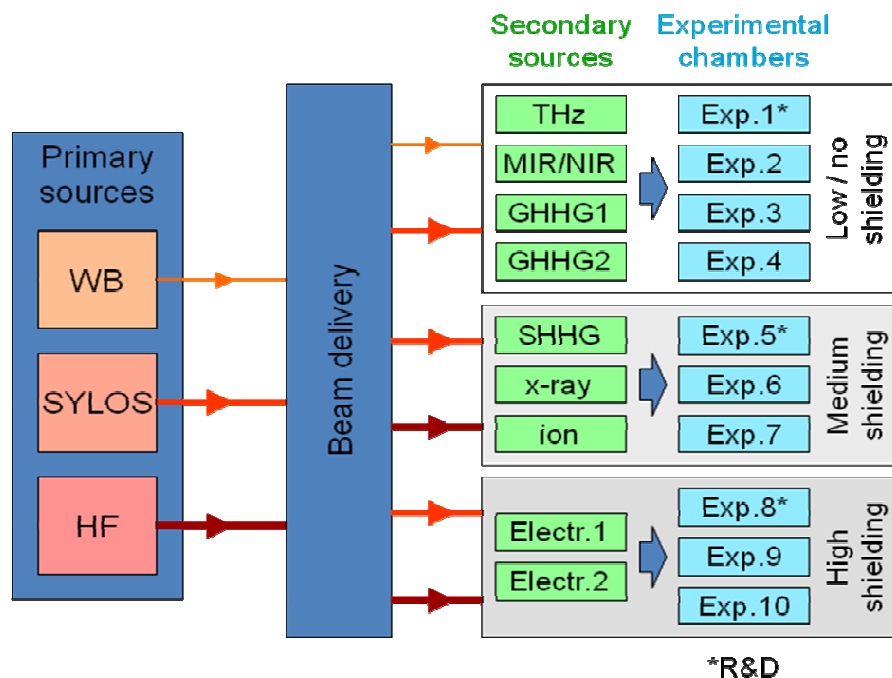 Secondary
sources
Experimental
chambers
Primary
sources
WB
SYLOS
HF
Beam delivery
THz
MIR/NIR
GHHG1
GHHG2
Exp.1*
Exp.2
Exp.3
Exp.4
Low / no
shielding
SHHG
x-ray
ion
Exp.5*
Exp.6
Exp.7
Medium
shielding
Electr.1
Electr.2
Exp.8*
Exp.9
Exp.10
High
shielding
*R&D